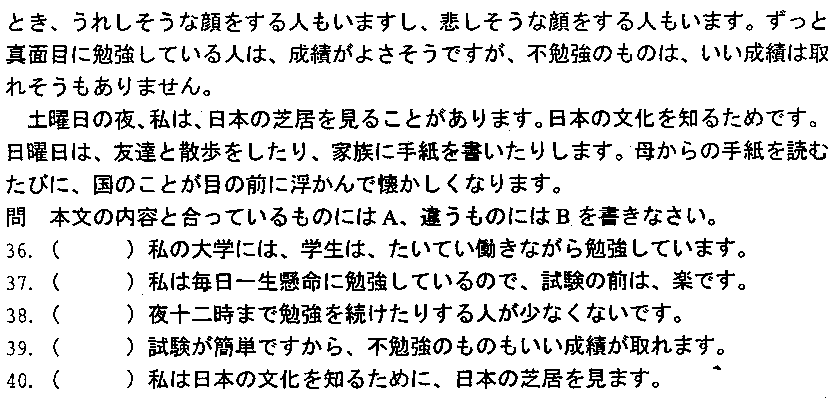 とき、うれしそうな顔をする人もいますし、悲しそうな顔をする人もいます。ずっと
真面目に勉強している人は、成績がよさそうですが、不勉強のものは、いい成績は取
れそうもありません。
土曜日の夜、私は、日本の芝居を見ることがあります。日本の文化を知るためです。
日曜日は、友達と散歩をしたり、家族に手紙を書いたりします。母からの手紙を読む
たびに、国のことが目の前に浮かんで懐かしくなります。
問　本文の内容と合っているものには A、違うものには B を書きなさい。
36. (　　　) 私の大学には、学生は、たいてい働きながら勉強しています。
37. (　　　) 私は毎日一生懸命に勉強しているので、試験の前は、楽です。
38. (　　　) 夜十二時まで勉強を続けたりする人が少なくないです。
39. (　　　) 試験が簡単ですから、不勉強のものもいい成績が取れます。
40. (　　　) 私は日本の文化を知るために、日本の芝居を見ます。